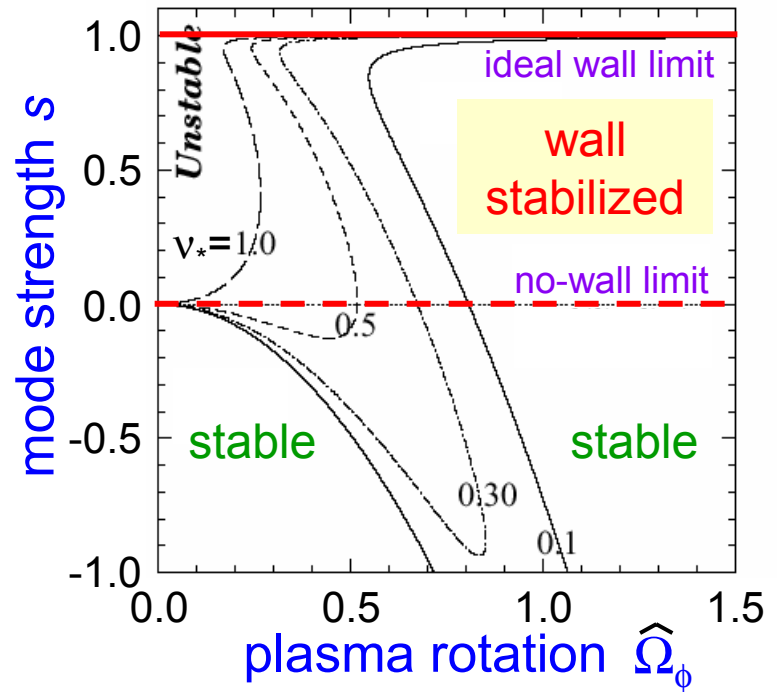 1.0
0.5
0.0
-0.5
-1.0
mode strength s
Unstable
ideal wall limit
wall
stabilized
ν*=1.0
no-wall limit
0.5
stable
stable
0.30
0.1
0.0
0.5
1.0
1.5
plasma rotation Ω̂ϕ